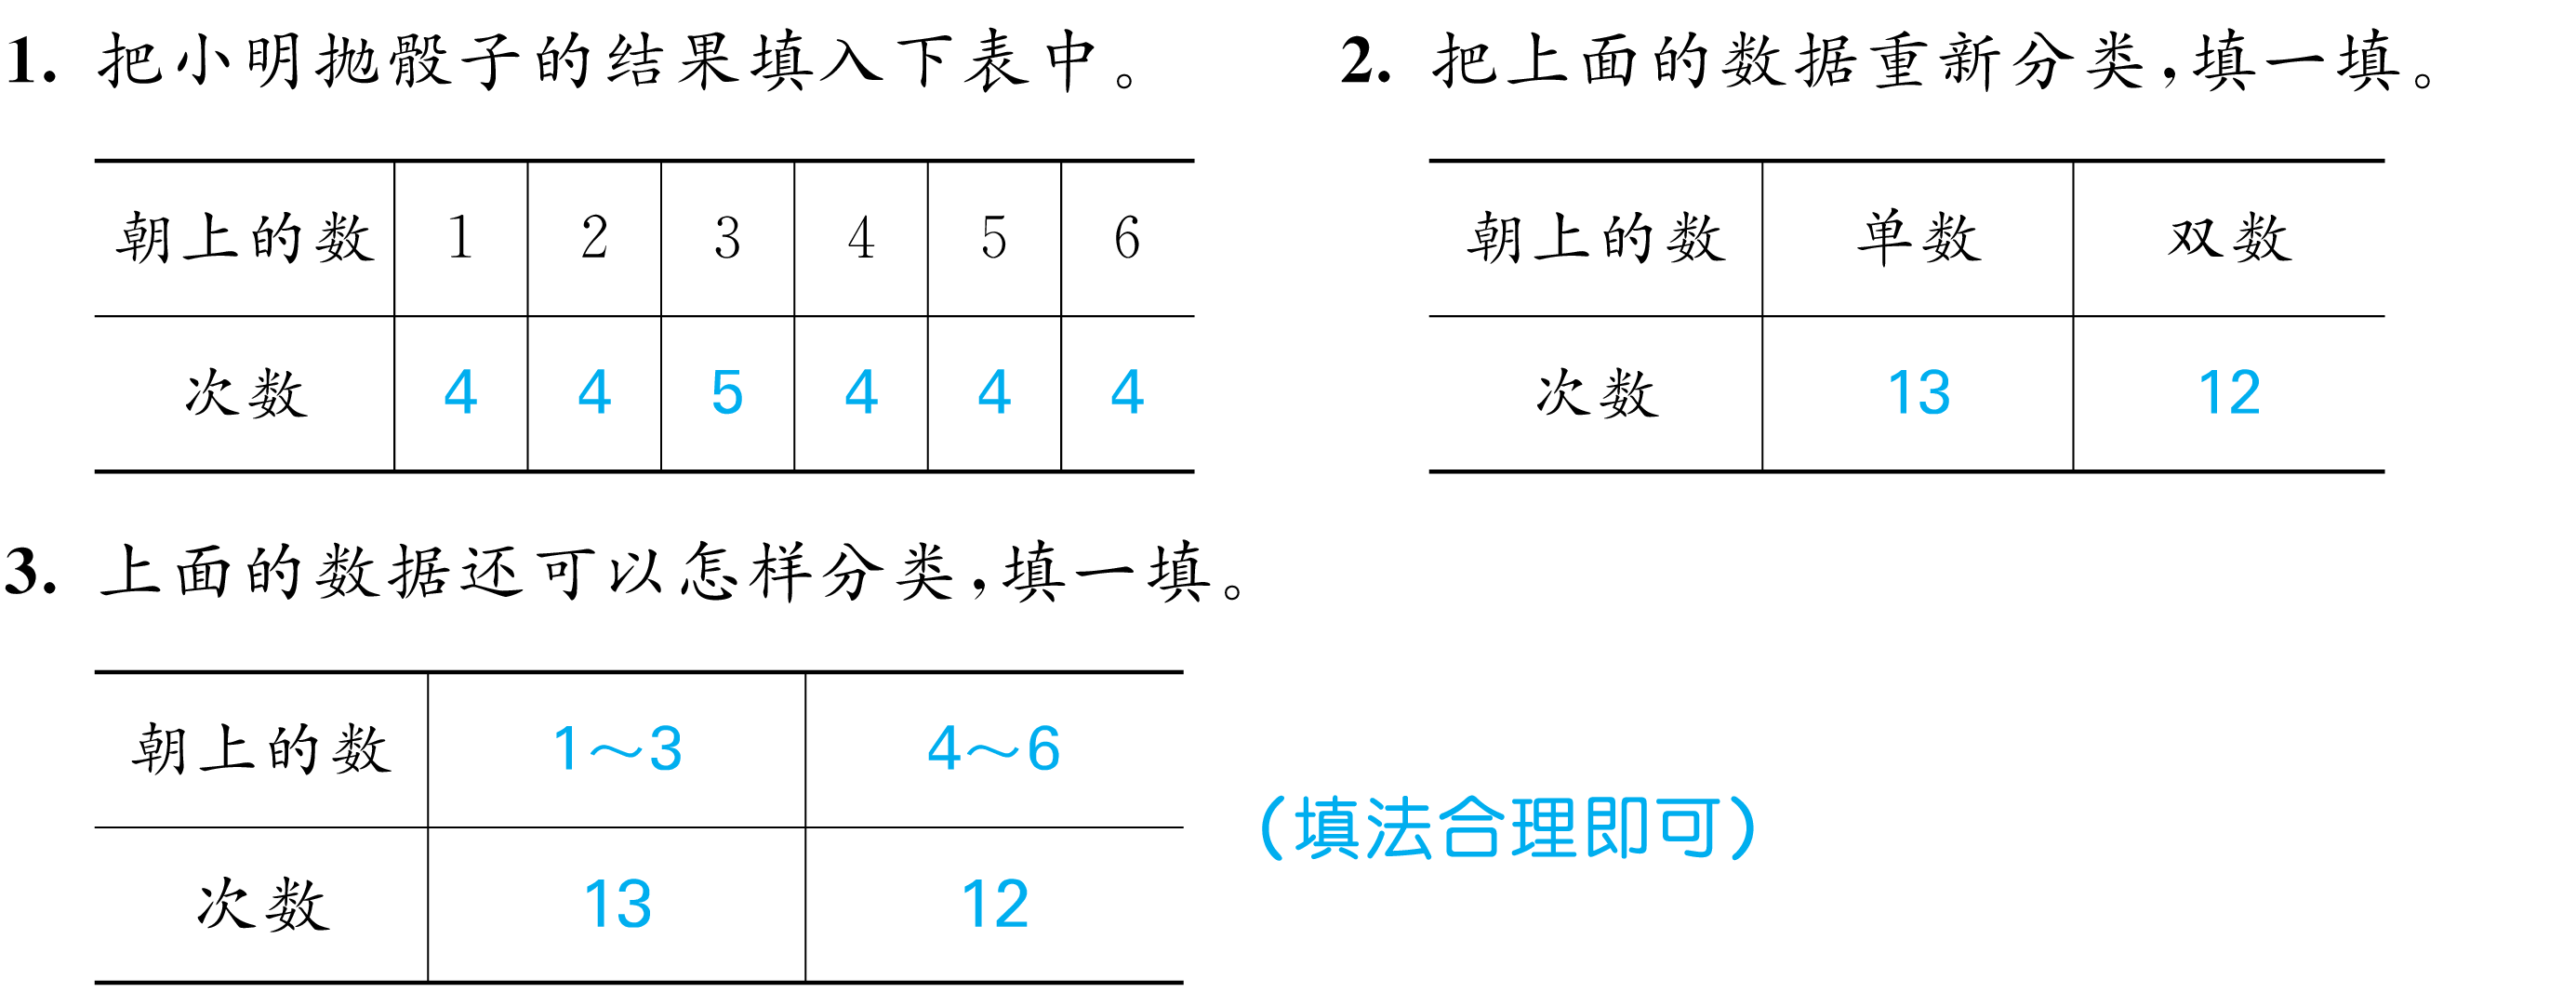 1. 把小明抛骰子的结果填入下表中。
朝上的数 1 2 3 4 5 6
次数 4 4 5 4 4 4
2. 把上面的数据重新分类,填一填。
朝上的数 单数 双数
次数 13 12
3. 上面的数据还可以怎样分类,填一填。
朝上的数 1～3 4～6
次数 13 12
(填法合理即可)